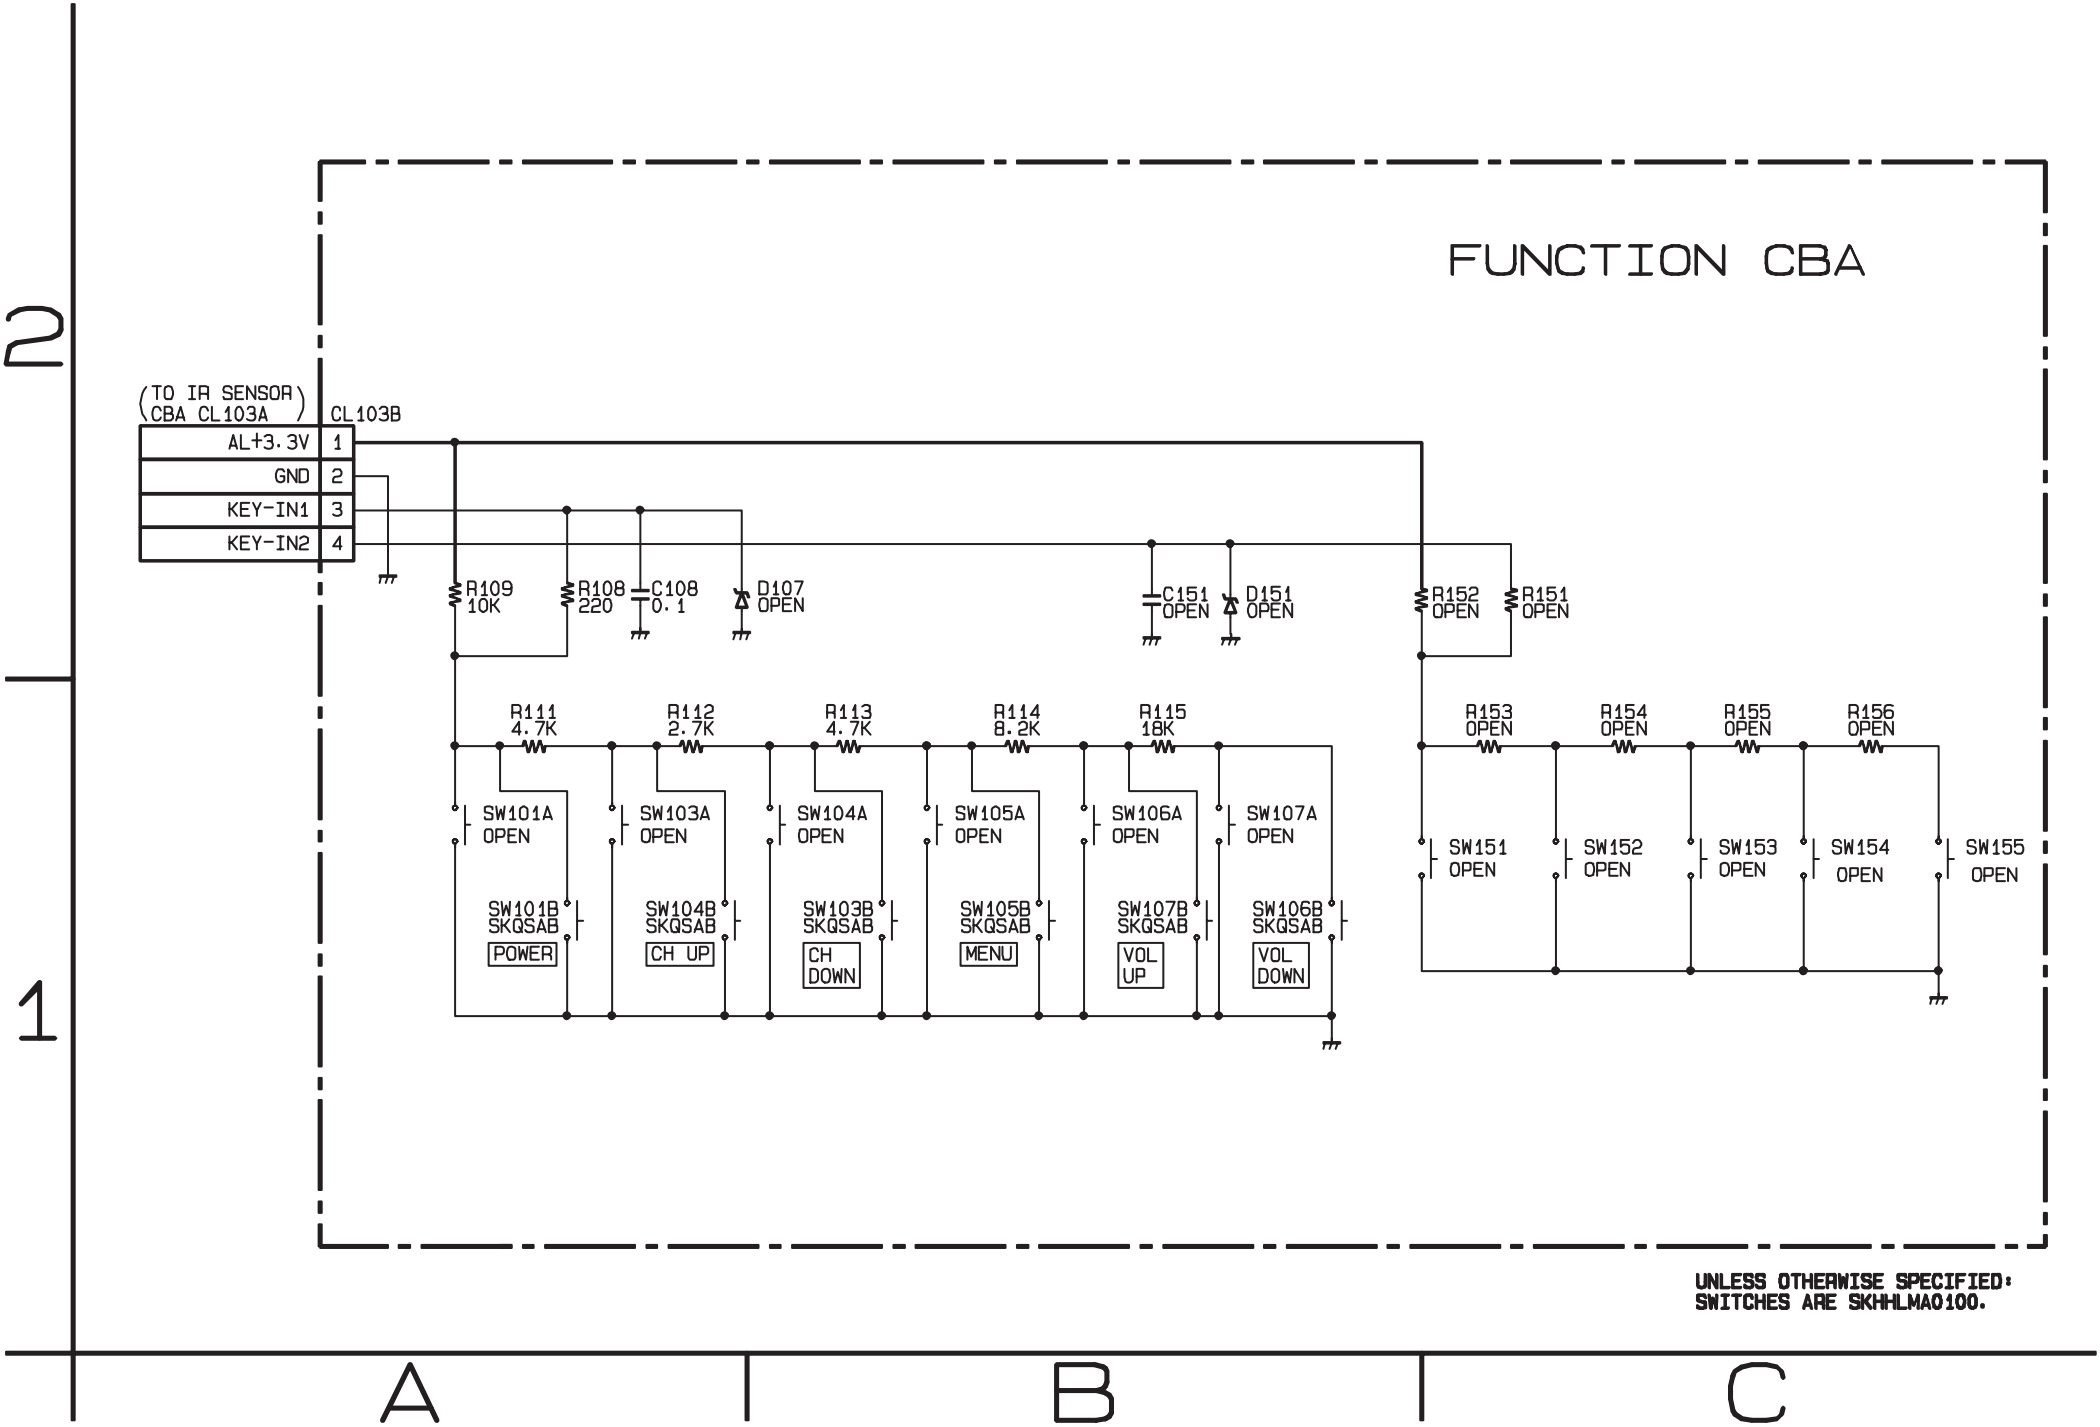 FUNCTION CBA
2
(TO IR SENSOR)
(CBA CL103A )
CL103B
AL+3.3V 1
GND 2
KEY-IN1 3
KEY-IN2 4
R109
10K
R108
220
C108
0.1
D107
OPEN
C151
OPEN
D151
OPEN
R152
OPEN
R151
OPEN
R111
4.7K
R112
2.7K
R113
4.7K
R114
8.2K
R115
18K
R153
OPEN
R154
OPEN
R155
OPEN
R156
OPEN
SW101A
OPEN
SW103A
OPEN
SW104A
OPEN
SW105A
OPEN
SW106A
OPEN
SW107A
OPEN
SW151
OPEN
SW152
OPEN
SW153
OPEN
SW154
OPEN
SW155
OPEN
SW101B
SKQSAB
POWER
SW104B
SKQSAB
CH UP
SW103B
SKQSAB
CH
DOWN
SW105B
SKQSAB
MENU
SW107B
SKQSAB
VOL
UP
SW106B
SKQSAB
VOL
DOWN
1
UNLESS OTHERWISE SPECIFIED:
SWITCHES ARE SKHHLMA0100.
A
B
C